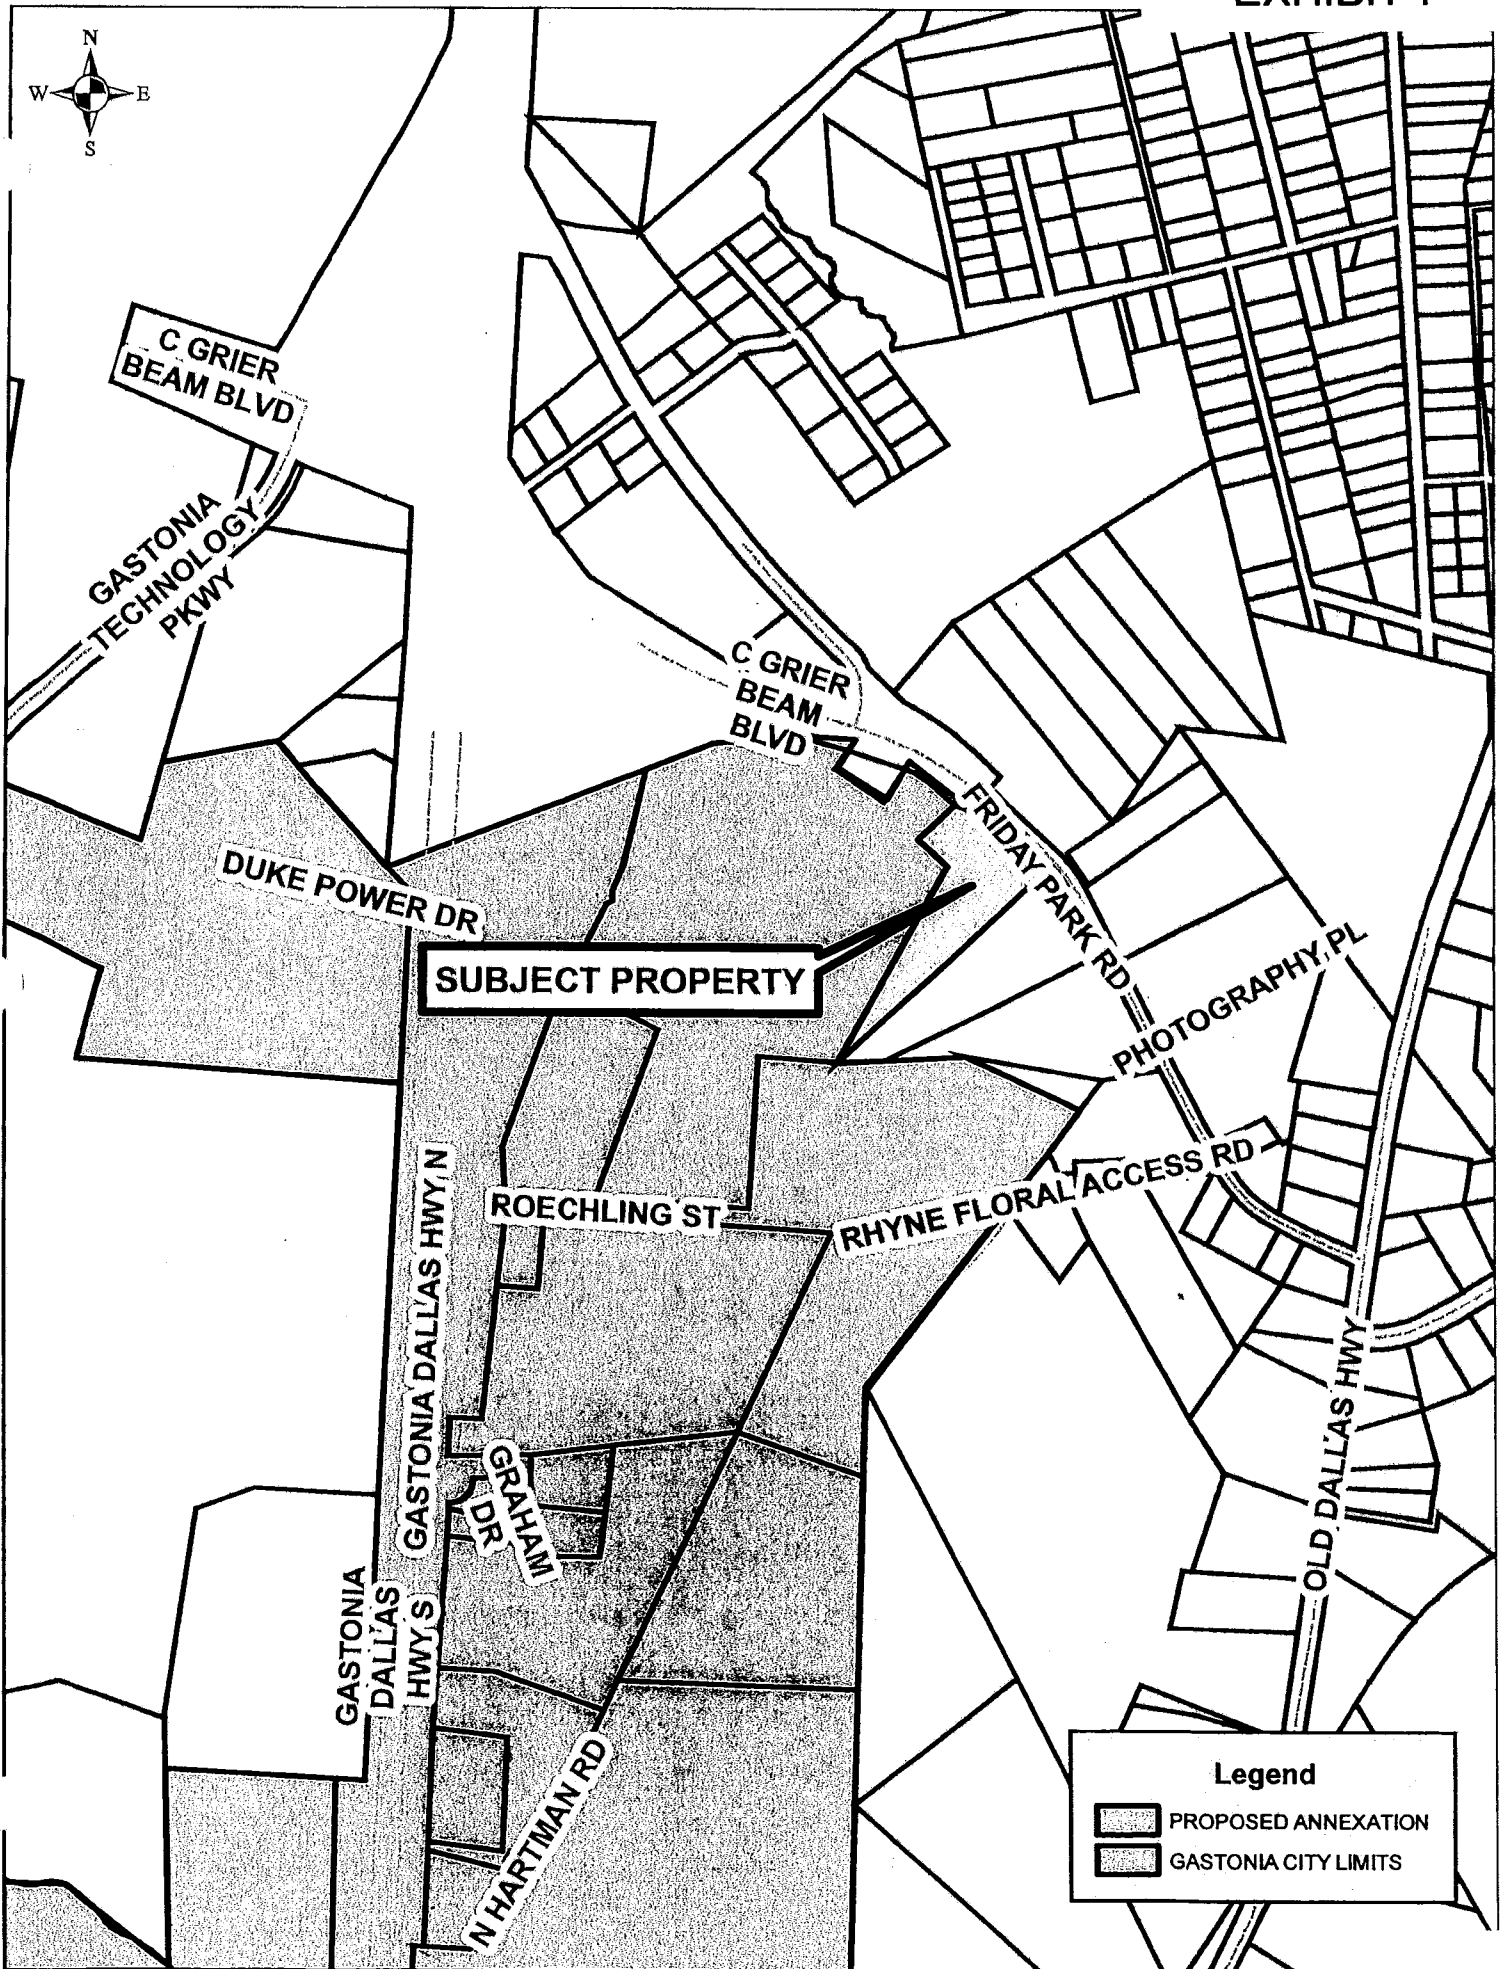 N
W E
S
C GRIER
BEAM BLVD
GASTONIA
TECHNOLOGY
PKWY
C GRIER
BEAM
BLVD
FRIDAY PARK RD
DUKE POWER DR
SUBJECT PROPERTY
PHOTOGRAPHY PL
ROECHLING ST
RHYNE FLORAL ACCESS RD
GASTONIA DALLAS HWY N
GRAHAM
DR
OLD DALLAS HWY
GASTONIA
DALLAS
HWY S
N HARTMAN RD
Legend
PROPOSED ANNEXATION
GASTONIA CITY LIMITS